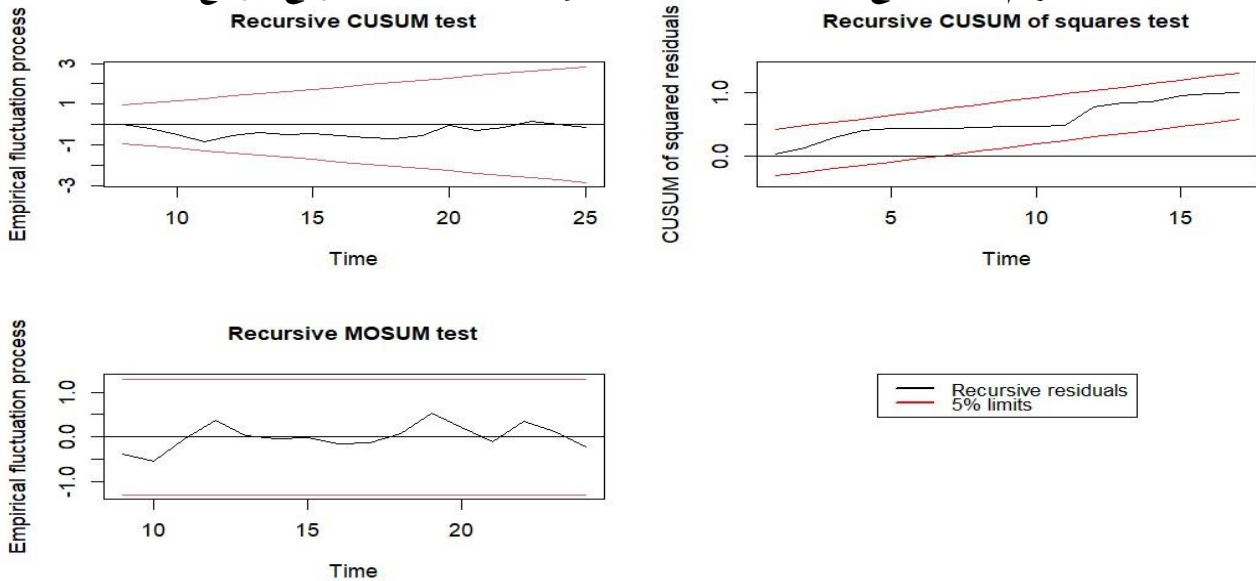 Recursive CUSUM test
Empirical fluctuation process
3
1
-1
-3
10
15
20
25
Time
Recursive CUSUM of squares test
CUSUM of squared residuals
1.0
0.0
5
10
15
Time
Recursive MOSUM test
Empirical fluctuation process
1.0
0.0
-1.0
10
15
20
Time
Recursive residuals
5% limits